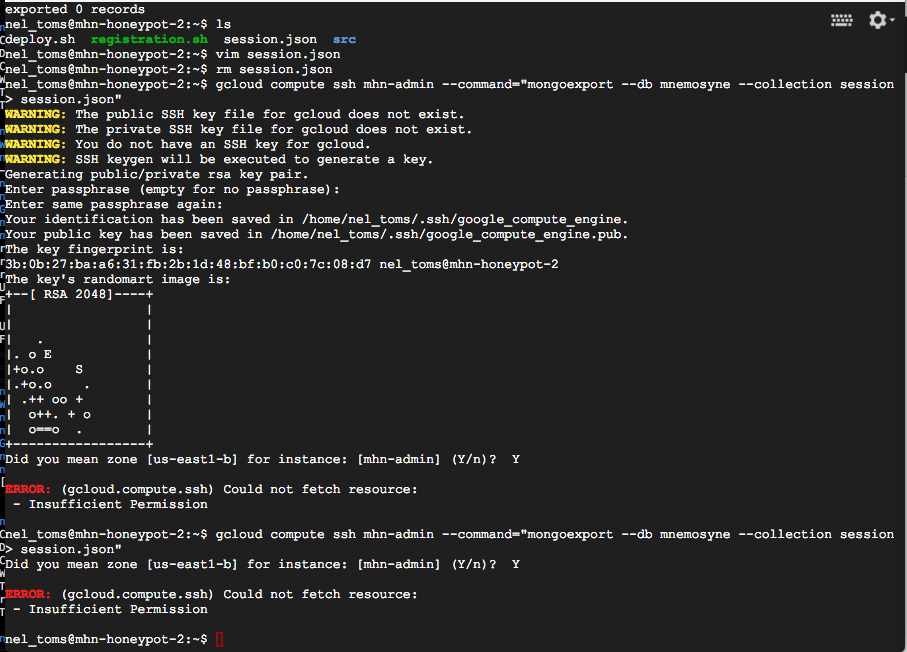 exported 0 records
nel_toms@mhn-honeypot-2:~$ ls
deploy.sh  registration.sh  session.json  src
nel_toms@mhn-honeypot-2:~$ vim session.json
nel_toms@mhn-honeypot-2:~$ rm session.json
nel_toms@mhn-honeypot-2:~$ gcloud compute ssh mhn-admin --command="mongoexport --db mnemosyne --collection session
> session.json"
WARNING: The public SSH key file for gcloud does not exist.
WARNING: The private SSH key file for gcloud does not exist.
WARNING: You do not have an SSH key for gcloud.
WARNING: SSH keygen will be executed to generate a key.
Generating public/private rsa key pair.
Enter passphrase (empty for no passphrase):
Enter same passphrase again:
Your identification has been saved in /home/nel_toms/.ssh/google_compute_engine.
Your public key has been saved in /home/nel_toms/.ssh/google_compute_engine.pub.
The key fingerprint is:
3b:0b:27:ba:a6:31:fb:2b:1d:48:bf:b0:c0:7c:08:d7 nel_toms@mhn-honeypot-2
The key's randomart image is:
+--[ RSA 2048]----+
|                 |
|                 |
|    .            |
|. o E            |
|+o.o    S        |
|.+o.o    .       |
| .++ oo +        |
|  o++. + o       |
|  o==o  .        |
+-----------------+
Did you mean zone [us-east1-b] for instance: [mhn-admin] (Y/n)?  Y
ERROR: (gcloud.compute.ssh) Could not fetch resource:
 - Insufficient Permission
nel_toms@mhn-honeypot-2:~$ gcloud compute ssh mhn-admin --command="mongoexport --db mnemosyne --collection session
> session.json"
Did you mean zone [us-east1-b] for instance: [mhn-admin] (Y/n)?  Y
ERROR: (gcloud.compute.ssh) Could not fetch resource:
 - Insufficient Permission
nel_toms@mhn-honeypot-2:~$